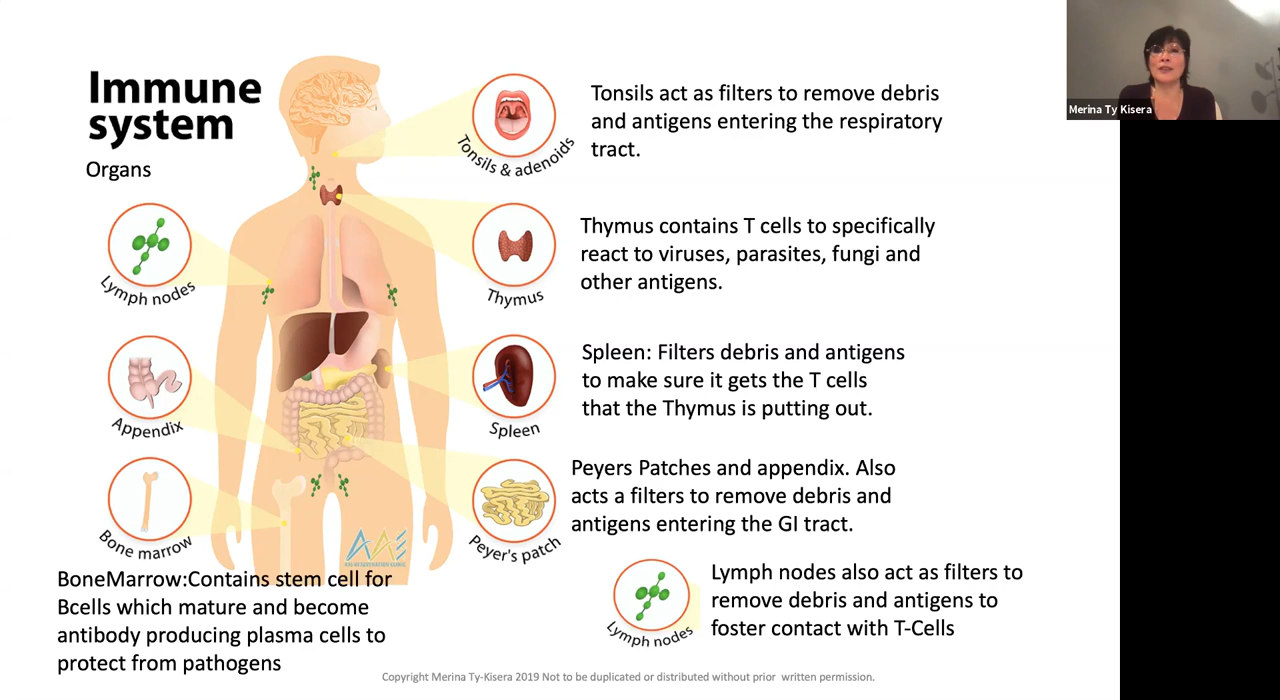 Immune
system
Organs
Lymph nodes
Appendix
Bone marrow
BoneMarrow:Contains stem cell for
Bcells which mature and become
antibody producing plasma cells to
protect from pathogens
Tonsils & adenoids
Tonsils act as filters to remove debris
and antigens entering the respiratory
tract.
Thymus
Thymus contains T cells to specifically
react to viruses, parasites, fungi and
other antigens.
Spleen
Spleen: Filters debris and antigens
to make sure it gets the T cells
that the Thymus is putting out.
Peyer's patch
Peyers Patches and appendix. Also
acts a filters to remove debris and
antigens entering the GI tract.
Lymph nodes
Lymph nodes also act as filters to
remove debris and antigens to
foster contact with T-Cells
Copyright Merina Ty-Kisera 2019 Not to be duplicated or distributed without prior written permission.
Merina Ty Kisera